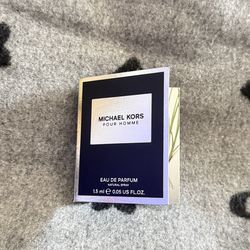 MICHAEL KORS
POUR HOMME
EAU DE PARFUM
NATURAL SPRAY
1.5 ml ℮ 0.05 US FL.OZ.